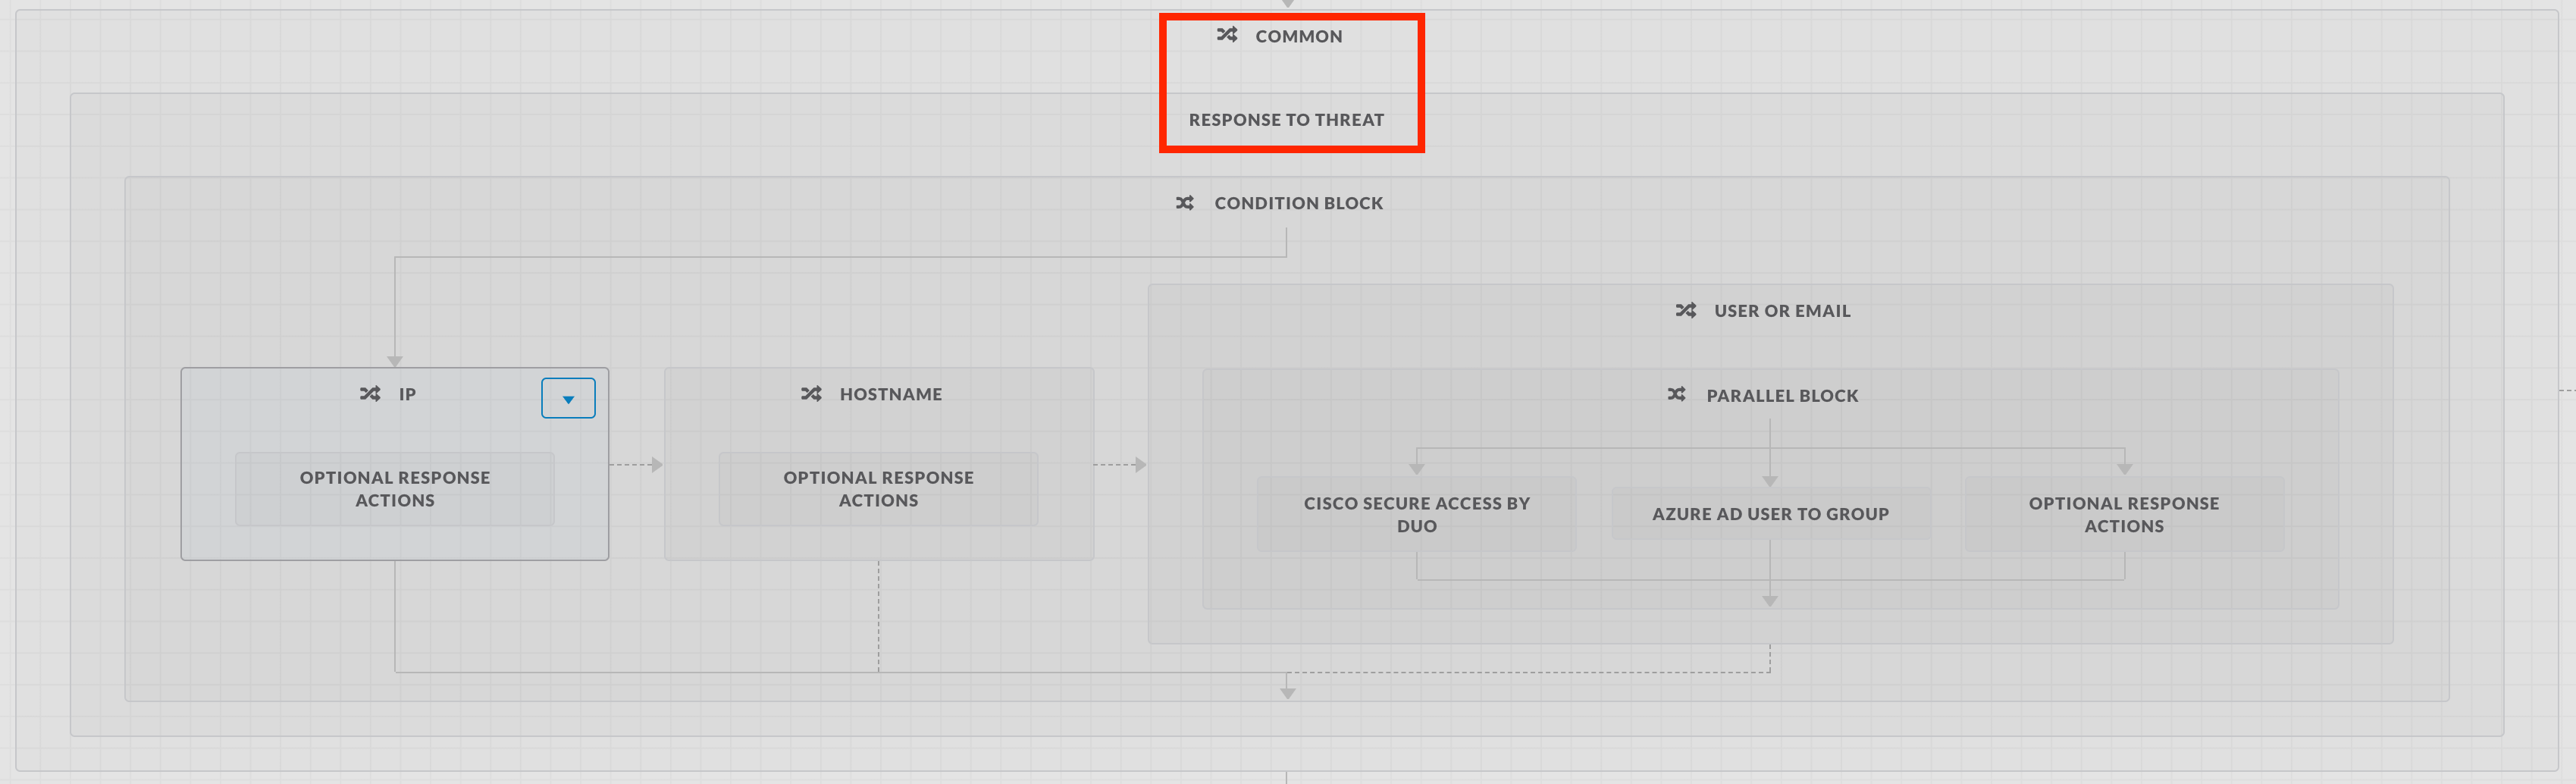 COMMON
RESPONSE TO THREAT
CONDITION BLOCK
USER OR EMAIL
IP
HOSTNAME
PARALLEL BLOCK
OPTIONAL RESPONSE
ACTIONS
OPTIONAL RESPONSE
ACTIONS
CISCO SECURE ACCESS BY
DUO
AZURE AD USER TO GROUP
OPTIONAL RESPONSE
ACTIONS